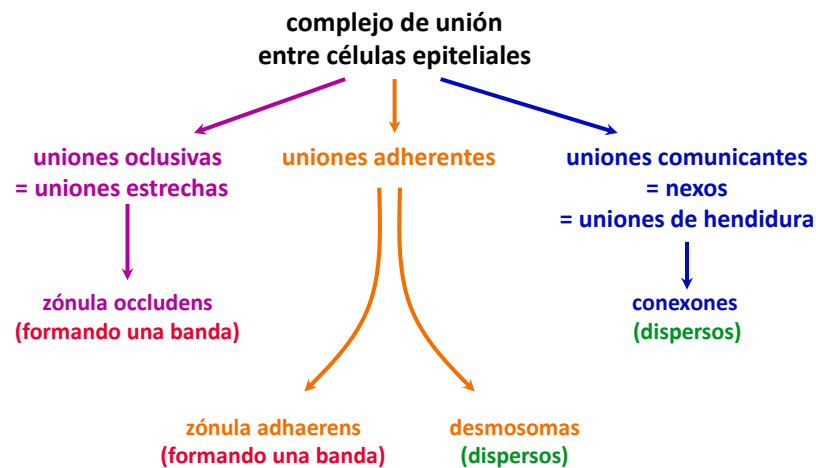 complejo de unión
entre células epiteliales
uniones oclusivas
= uniones estrechas
uniones adherentes
uniones comunicantes
= nexos
= uniones de hendidura
zónula occludens
(formando una banda)
conexones
(dispersos)
zónula adhaerens
(formando una banda)
desmosomas
(dispersos)